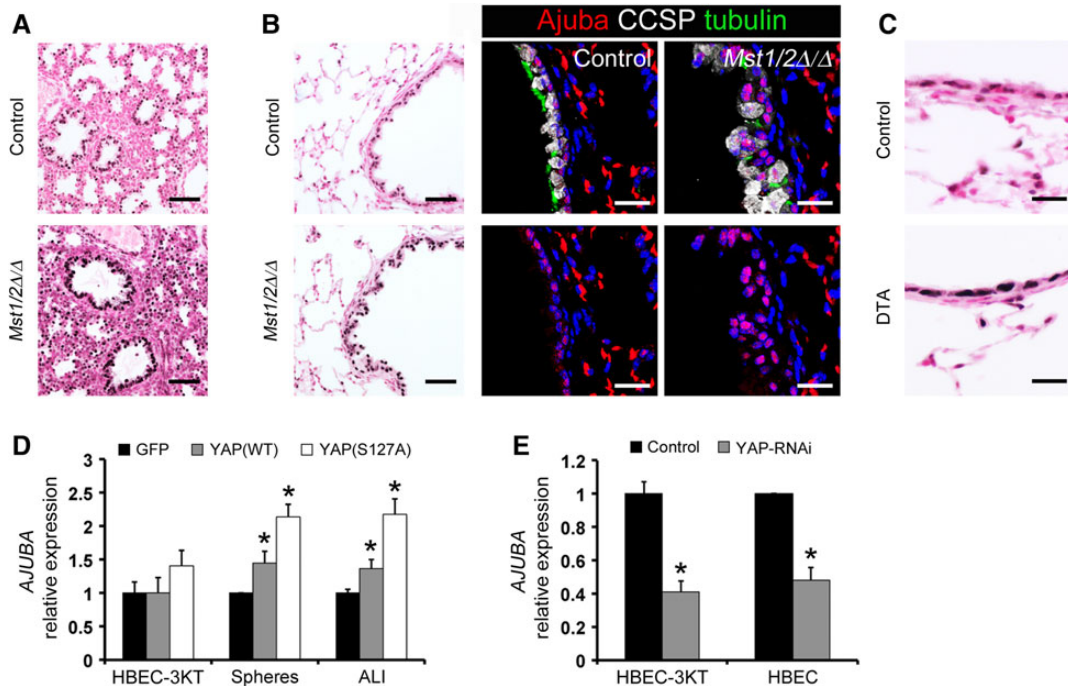 A
B
Ajuba CCSP tubulin
C
Control
Mst1/2Δ/Δ
Control
Control
Mst1/2Δ/Δ
Control
Mst1/2Δ/Δ
DTA
D
GFP YAP(WT) YAP(S127A)
AJUBA
relative expression
3
2.5
2
1.5
1
0.5
0
* * * *
HBEC-3KT Spheres ALI
E
Control YAP-RNAi
AJUBA
relative expression
1.2
1
0.8
0.6
0.4
0.2
0
* *
HBEC-3KT HBEC